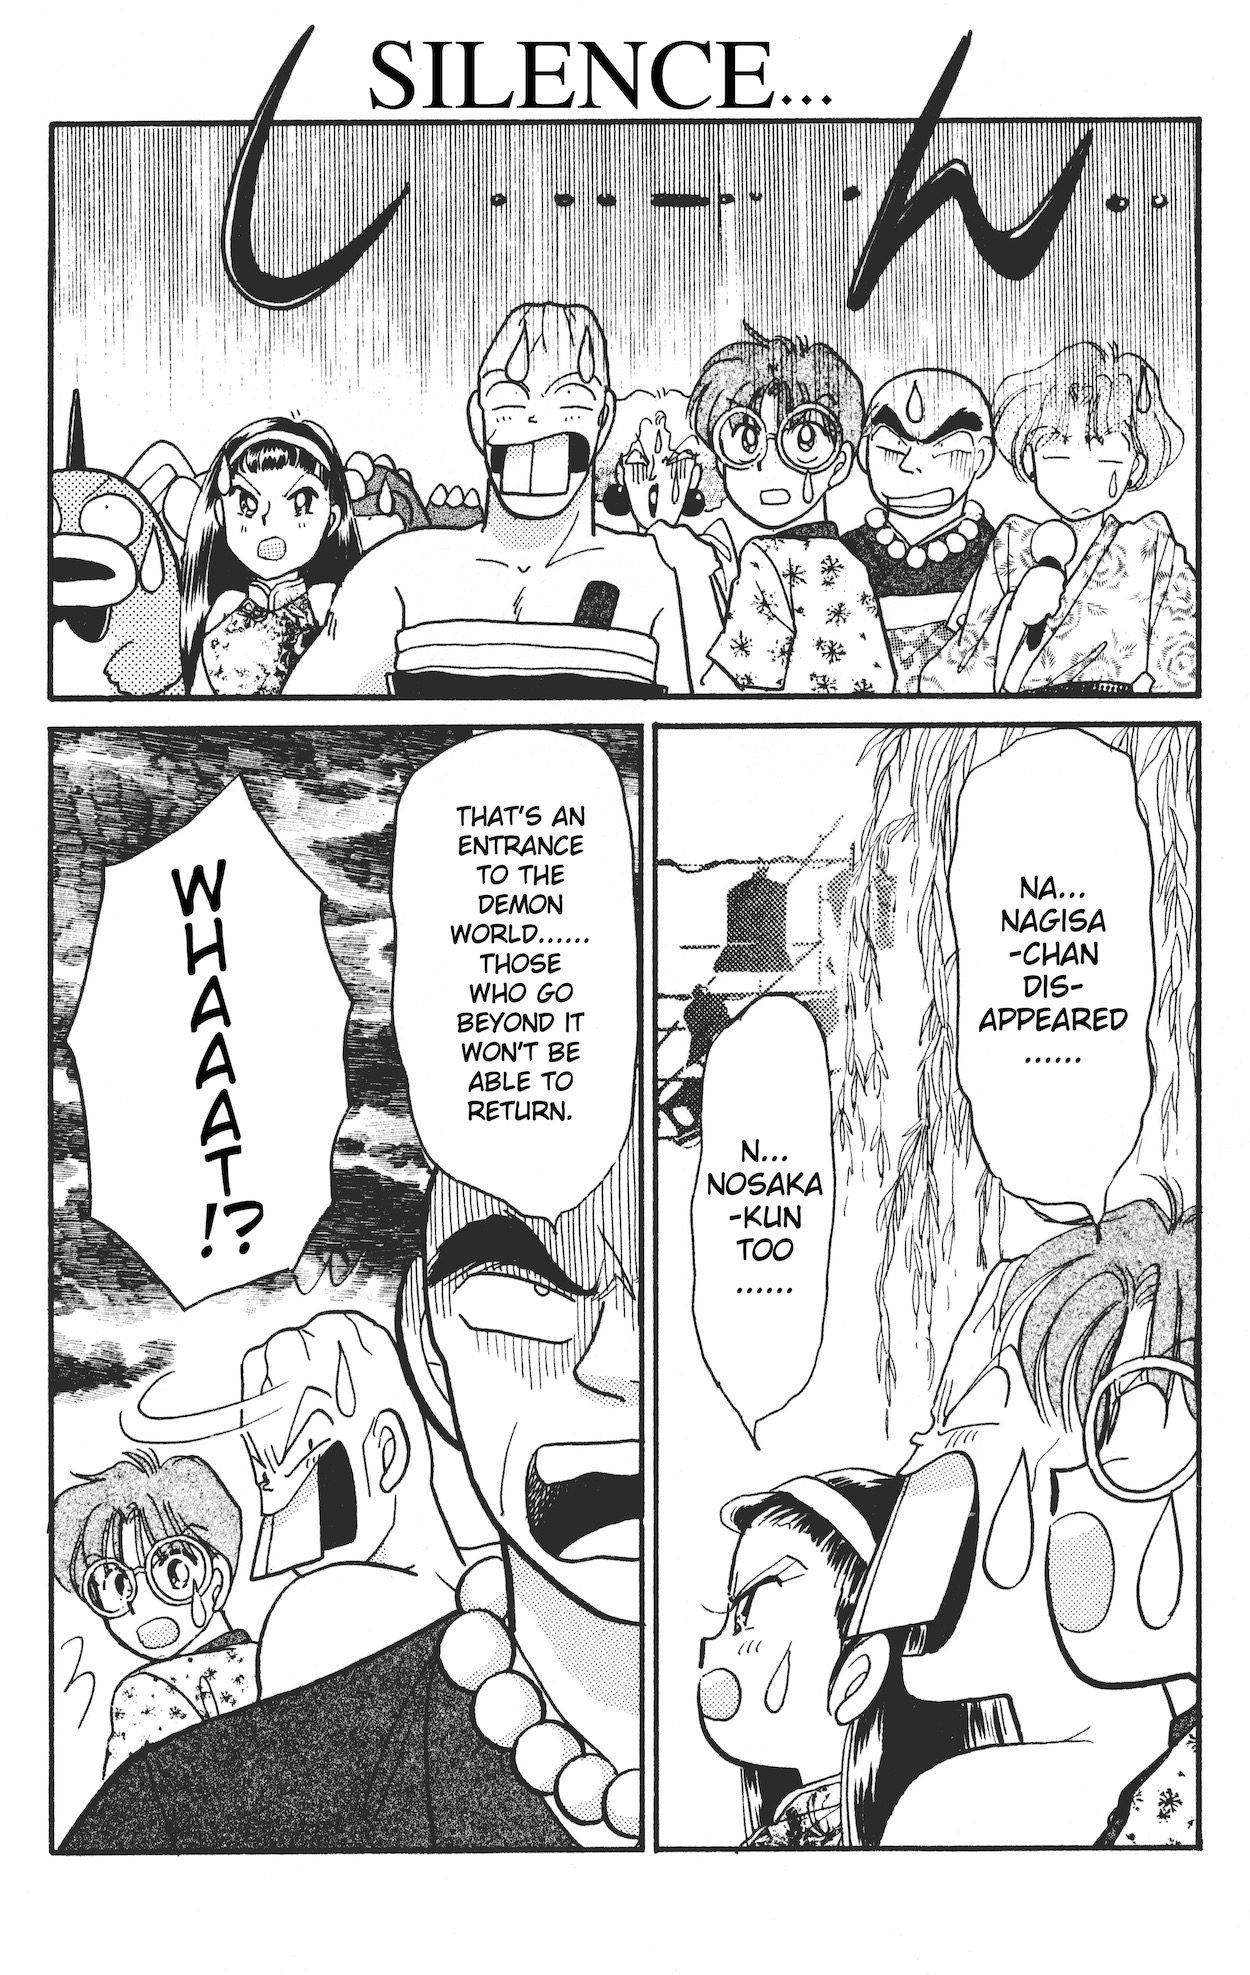 SILENCE...
し・・・ー・・・ん・・
NA...
NAGISA
-CHAN
DIS-
APPEARED
......
N...
NOSAKA
-KUN
TOO
......
THAT'S AN
ENTRANCE
TO THE
DEMON
WORLD......
THOSE
WHO GO
BEYOND IT
WON'T BE
ABLE TO
RETURN.
WHAAAT!?